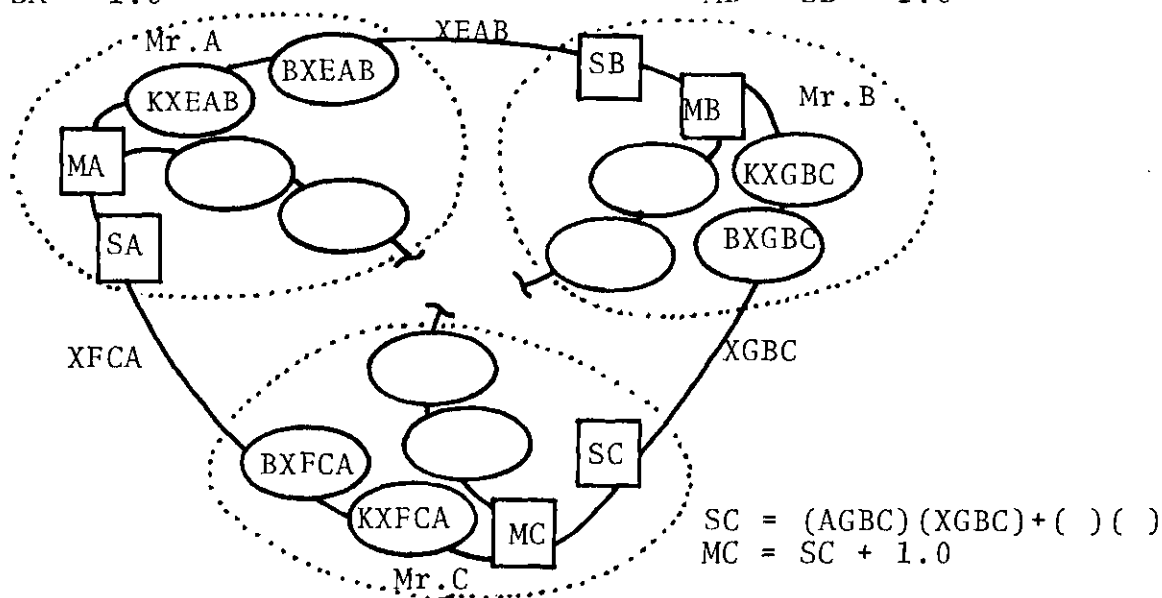 Mr.A
XEAB
BXEAB
KXEAB
MA
SA
SB
MB
Mr.B
KXGBC
BXGBC
XFCA
XGBC
BXFCA
KXFCA
SC
MC
Mr.C
SC = (AGBC)(XGBC)+( )( )
MC = SC + 1.0